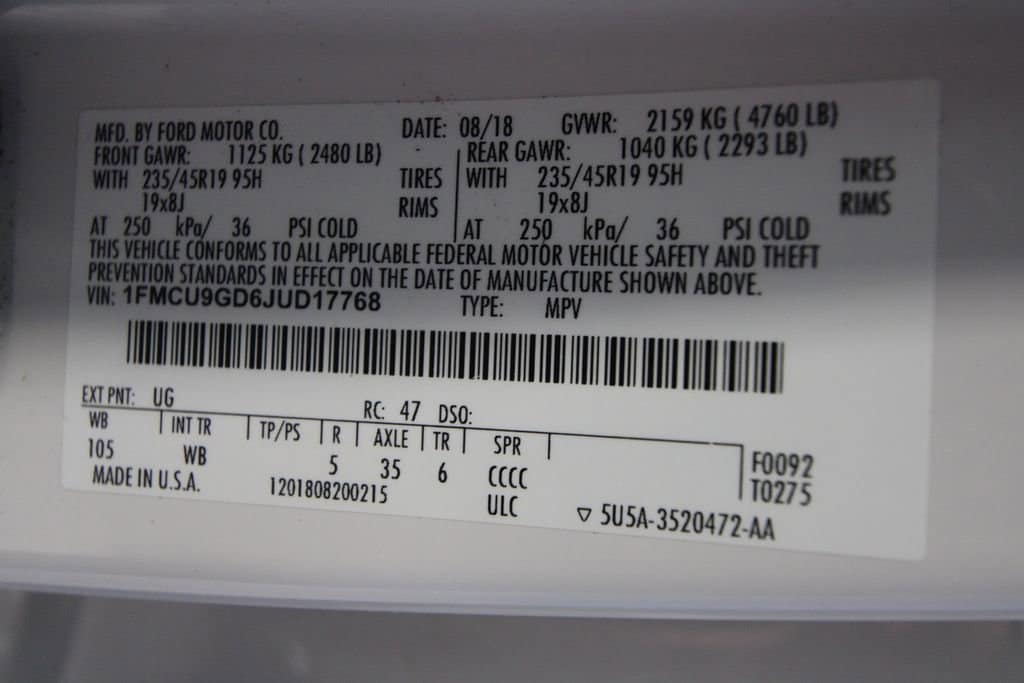 MFD. BY FORD MOTOR CO. DATE: 08/18 GVWR: 2159 KG ( 4760 LB)
FRONT GAWR: 1125 KG ( 2480 LB) REAR GAWR: 1040 KG ( 2293 LB)
WITH 235/45R19 95H TIRES WITH 235/45R19 95H TIRES
19x8J RIMS 19x8J RIMS
AT 250 kPa/ 36 PSI COLD AT 250 kPa/ 36 PSI COLD
THIS VEHICLE CONFORMS TO ALL APPLICABLE FEDERAL MOTOR VEHICLE SAFETY AND THEFT
PREVENTION STANDARDS IN EFFECT ON THE DATE OF MANUFACTURE SHOWN ABOVE.
VIN: 1FMCU9GD6JUD17768 TYPE: MPV
EXT PNT: UG RC: 47 DSO:
WB INT TR TP/PS R AXLE TR SPR
105 WB 5 35 6 CCCC F0092
MADE IN U.S.A. 1201808200215 ULC T0275
▽ 5U5A-3520472-AA